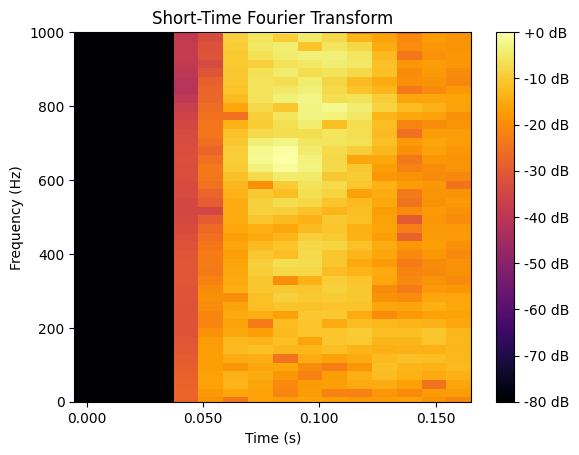 Short-Time Fourier Transform
1000
800
600
400
200
0
Frequency (Hz)
0.000
0.050
0.100
0.150
Time (s)
+0 dB
-10 dB
-20 dB
-30 dB
-40 dB
-50 dB
-60 dB
-70 dB
-80 dB